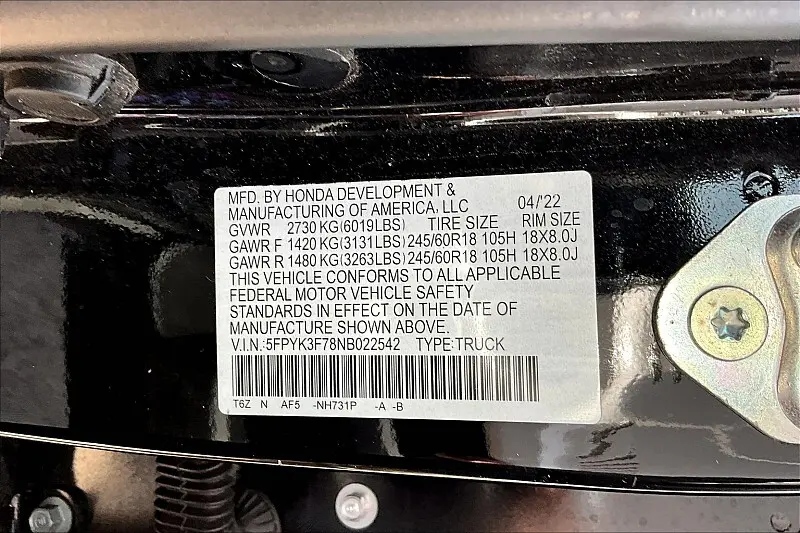 MFD. BY HONDA DEVELOPMENT &
MANUFACTURING OF AMERICA, LLC 04/'22
GVWR 2730 KG(6019LBS) TIRE SIZE RIM SIZE
GAWR F 1420 KG(3131LBS) 245/60R18 105H 18X8.0J
GAWR R 1480 KG(3263LBS) 245/60R18 105H 18X8.0J
THIS VEHICLE CONFORMS TO ALL APPLICABLE
FEDERAL MOTOR VEHICLE SAFETY
STANDARDS IN EFFECT ON THE DATE OF
MANUFACTURE SHOWN ABOVE.
V.I.N.:5FPYK3F78NB022542 TYPE:TRUCK
T6Z N AF5 -NH731P -A -B